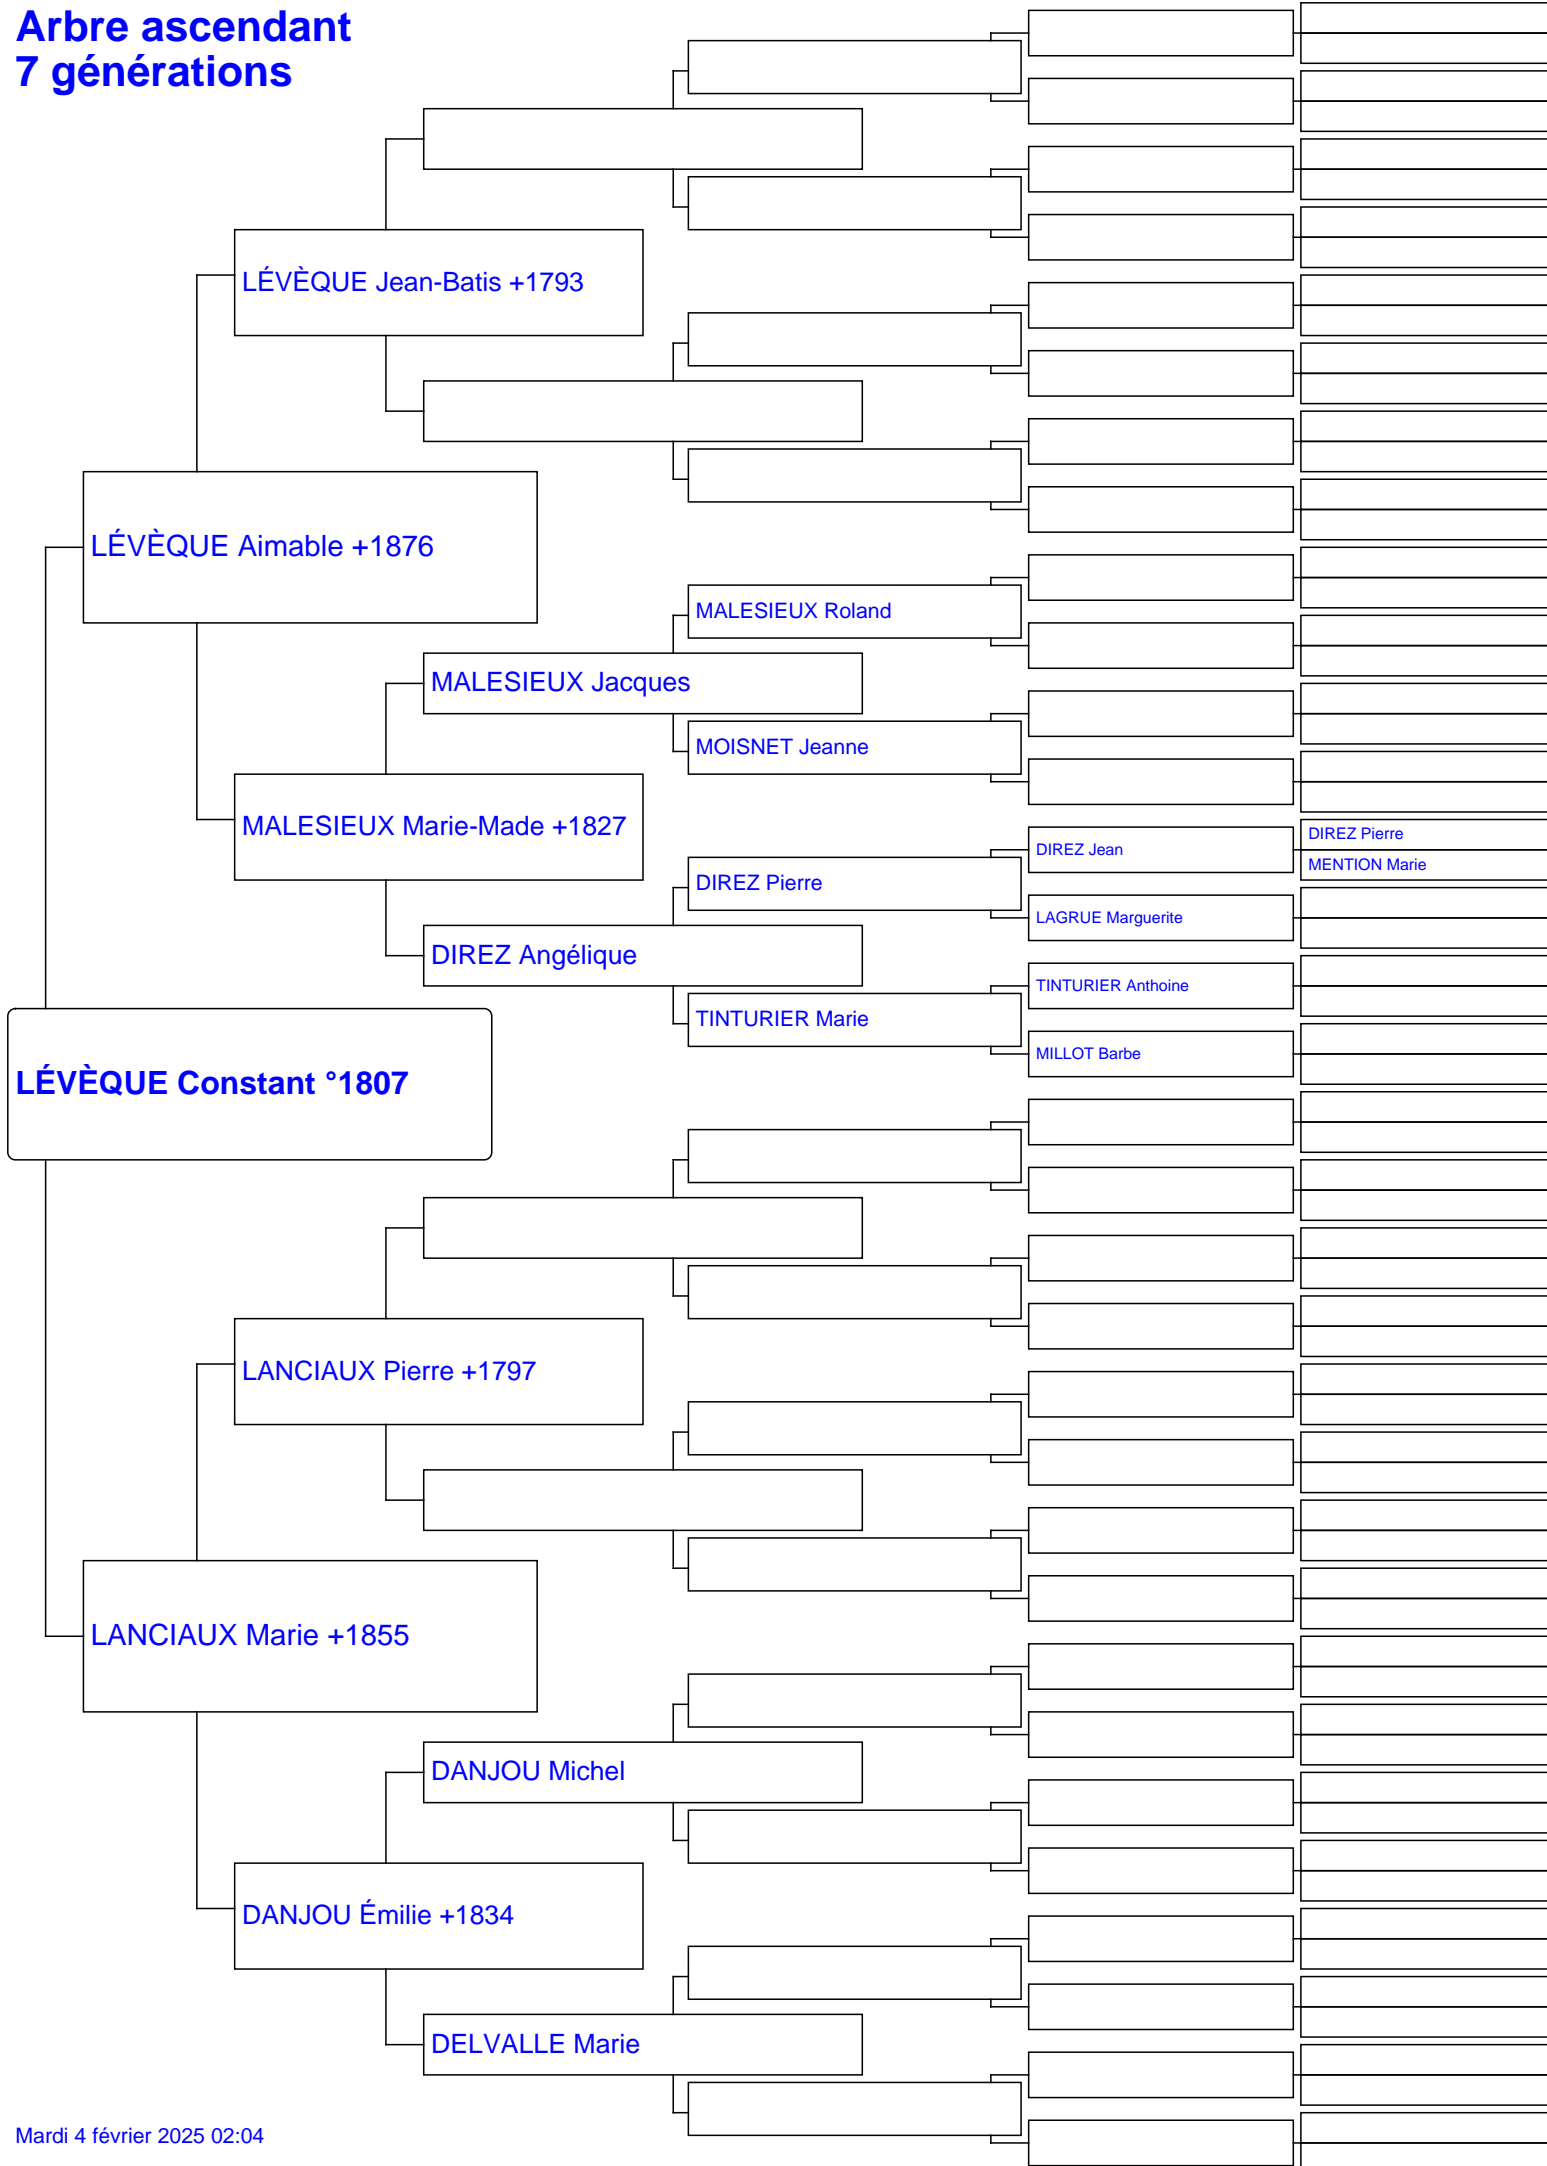 Arbre ascendant
7 générations
LÉVÈQUE Jean-Batis +1793
LÉVÈQUE Aimable +1876
MALESIEUX Roland
MALESIEUX Jacques
MOISNET Jeanne
MALESIEUX Marie-Made +1827
DIREZ Pierre
DIREZ Jean
MENTION Marie
DIREZ Pierre
LAGRUE Marguerite
DIREZ Angélique
TINTURIER Anthoine
TINTURIER Marie
MILLOT Barbe
LÉVÈQUE Constant °1807
LANCIAUX Pierre +1797
LANCIAUX Marie +1855
DANJOU Michel
DANJOU Émilie +1834
DELVALLE Marie
Mardi 4 février 2025 02:04